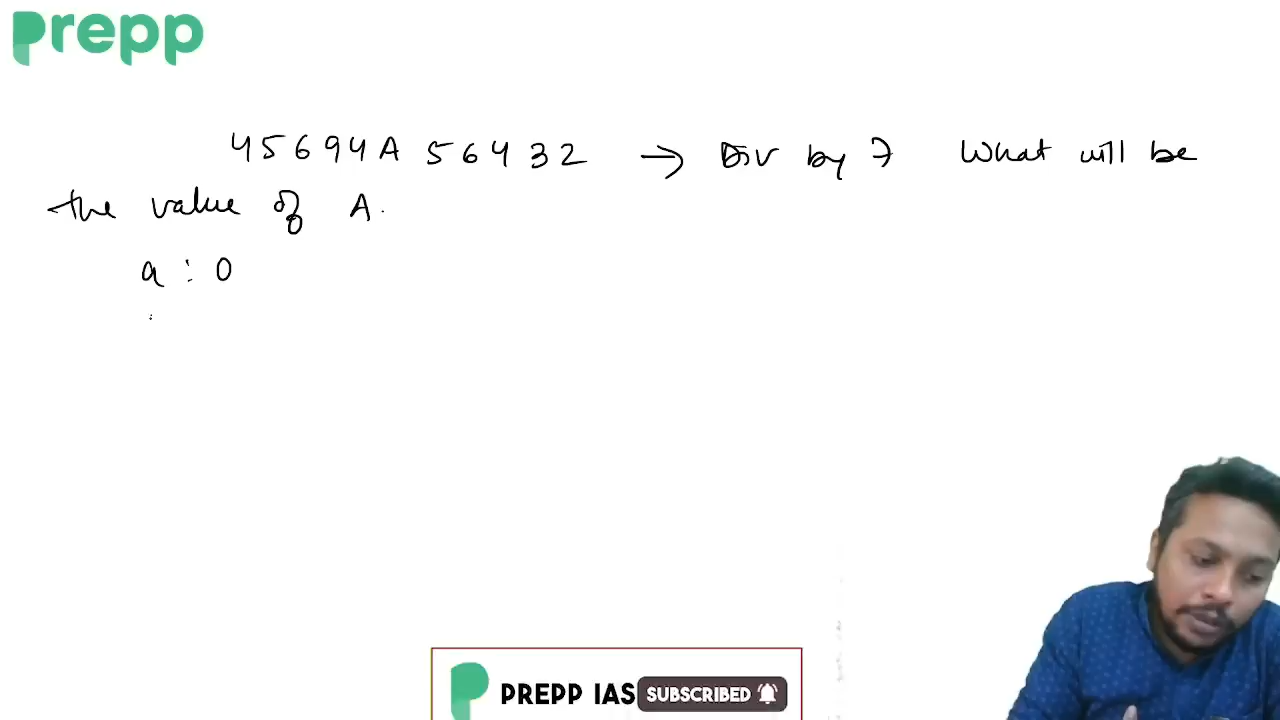 prepp
45694A 56432 → Div by 7 What will be
the value of A.
a : 0
PREPP IAS SUBSCRIBED